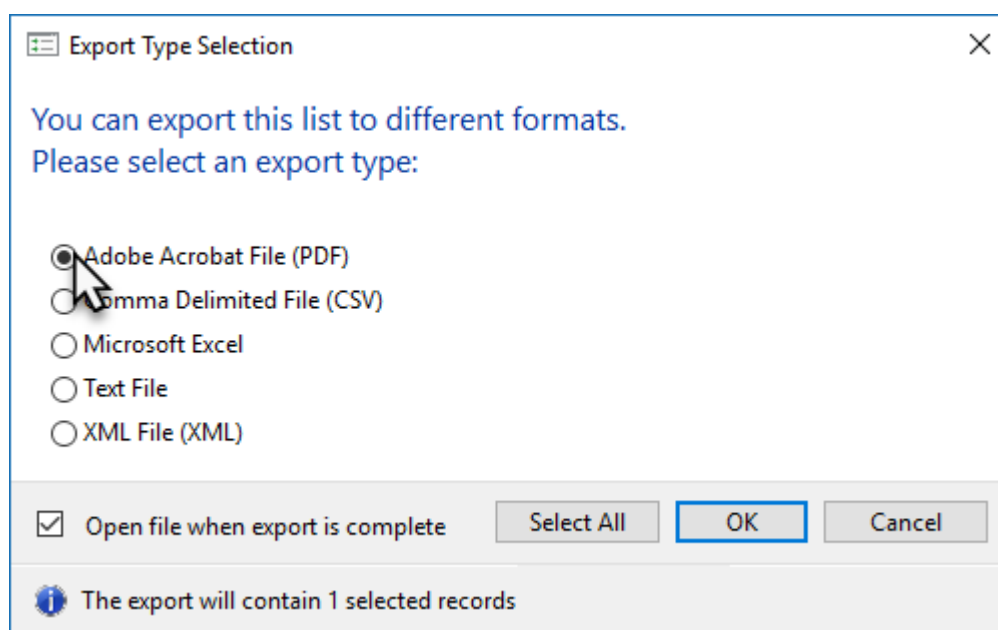 Export Type Selection
You can export this list to different formats.
Please select an export type:
Adobe Acrobat File (PDF)
Comma Delimited File (CSV)
Microsoft Excel
Text File
XML File (XML)
Open file when export is complete
Select All
OK
Cancel
The export will contain 1 selected records